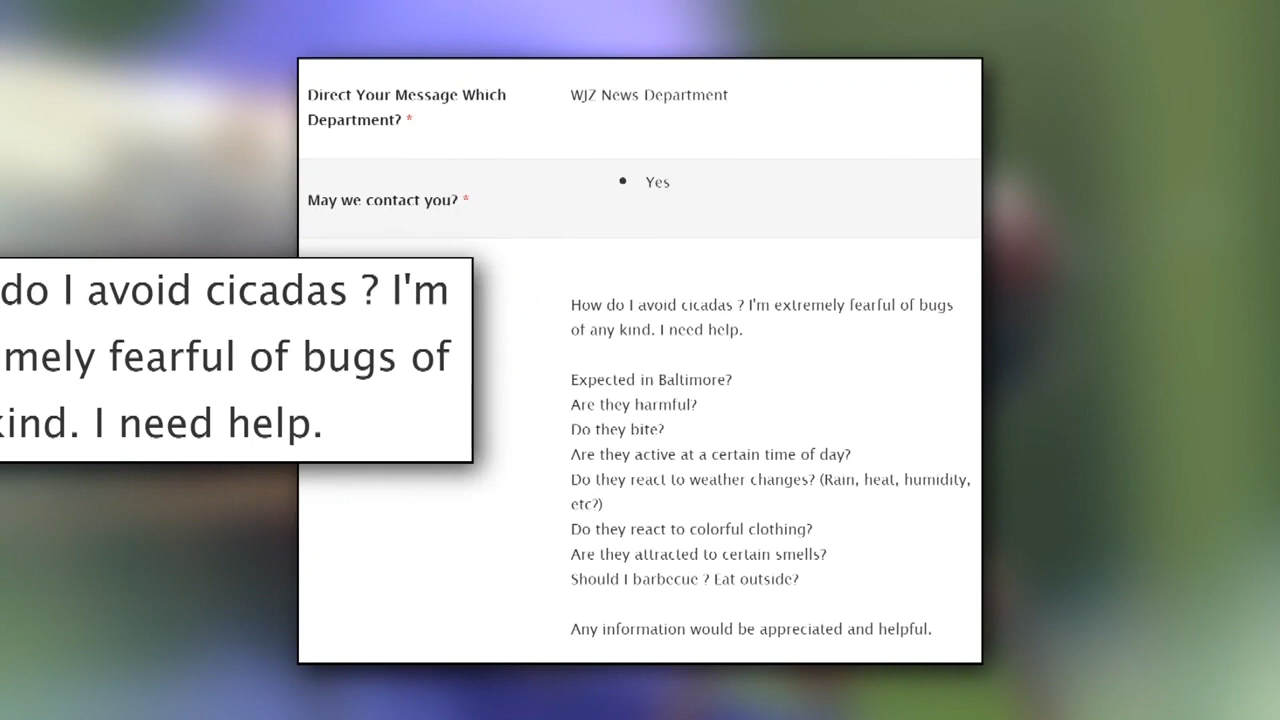 Direct Your Message Which
Department? *
WJZ News Department
May we contact you? *
• Yes
do I avoid cicadas ? I'm
mely fearful of bugs of
kind. I need help.
How do I avoid cicadas ? I'm extremely fearful of bugs
of any kind. I need help.
Expected in Baltimore?
Are they harmful?
Do they bite?
Are they active at a certain time of day?
Do they react to weather changes? (Rain, heat, humidity,
etc?)
Do they react to colorful clothing?
Are they attracted to certain smells?
Should I barbecue ? Eat outside?
Any information would be appreciated and helpful.